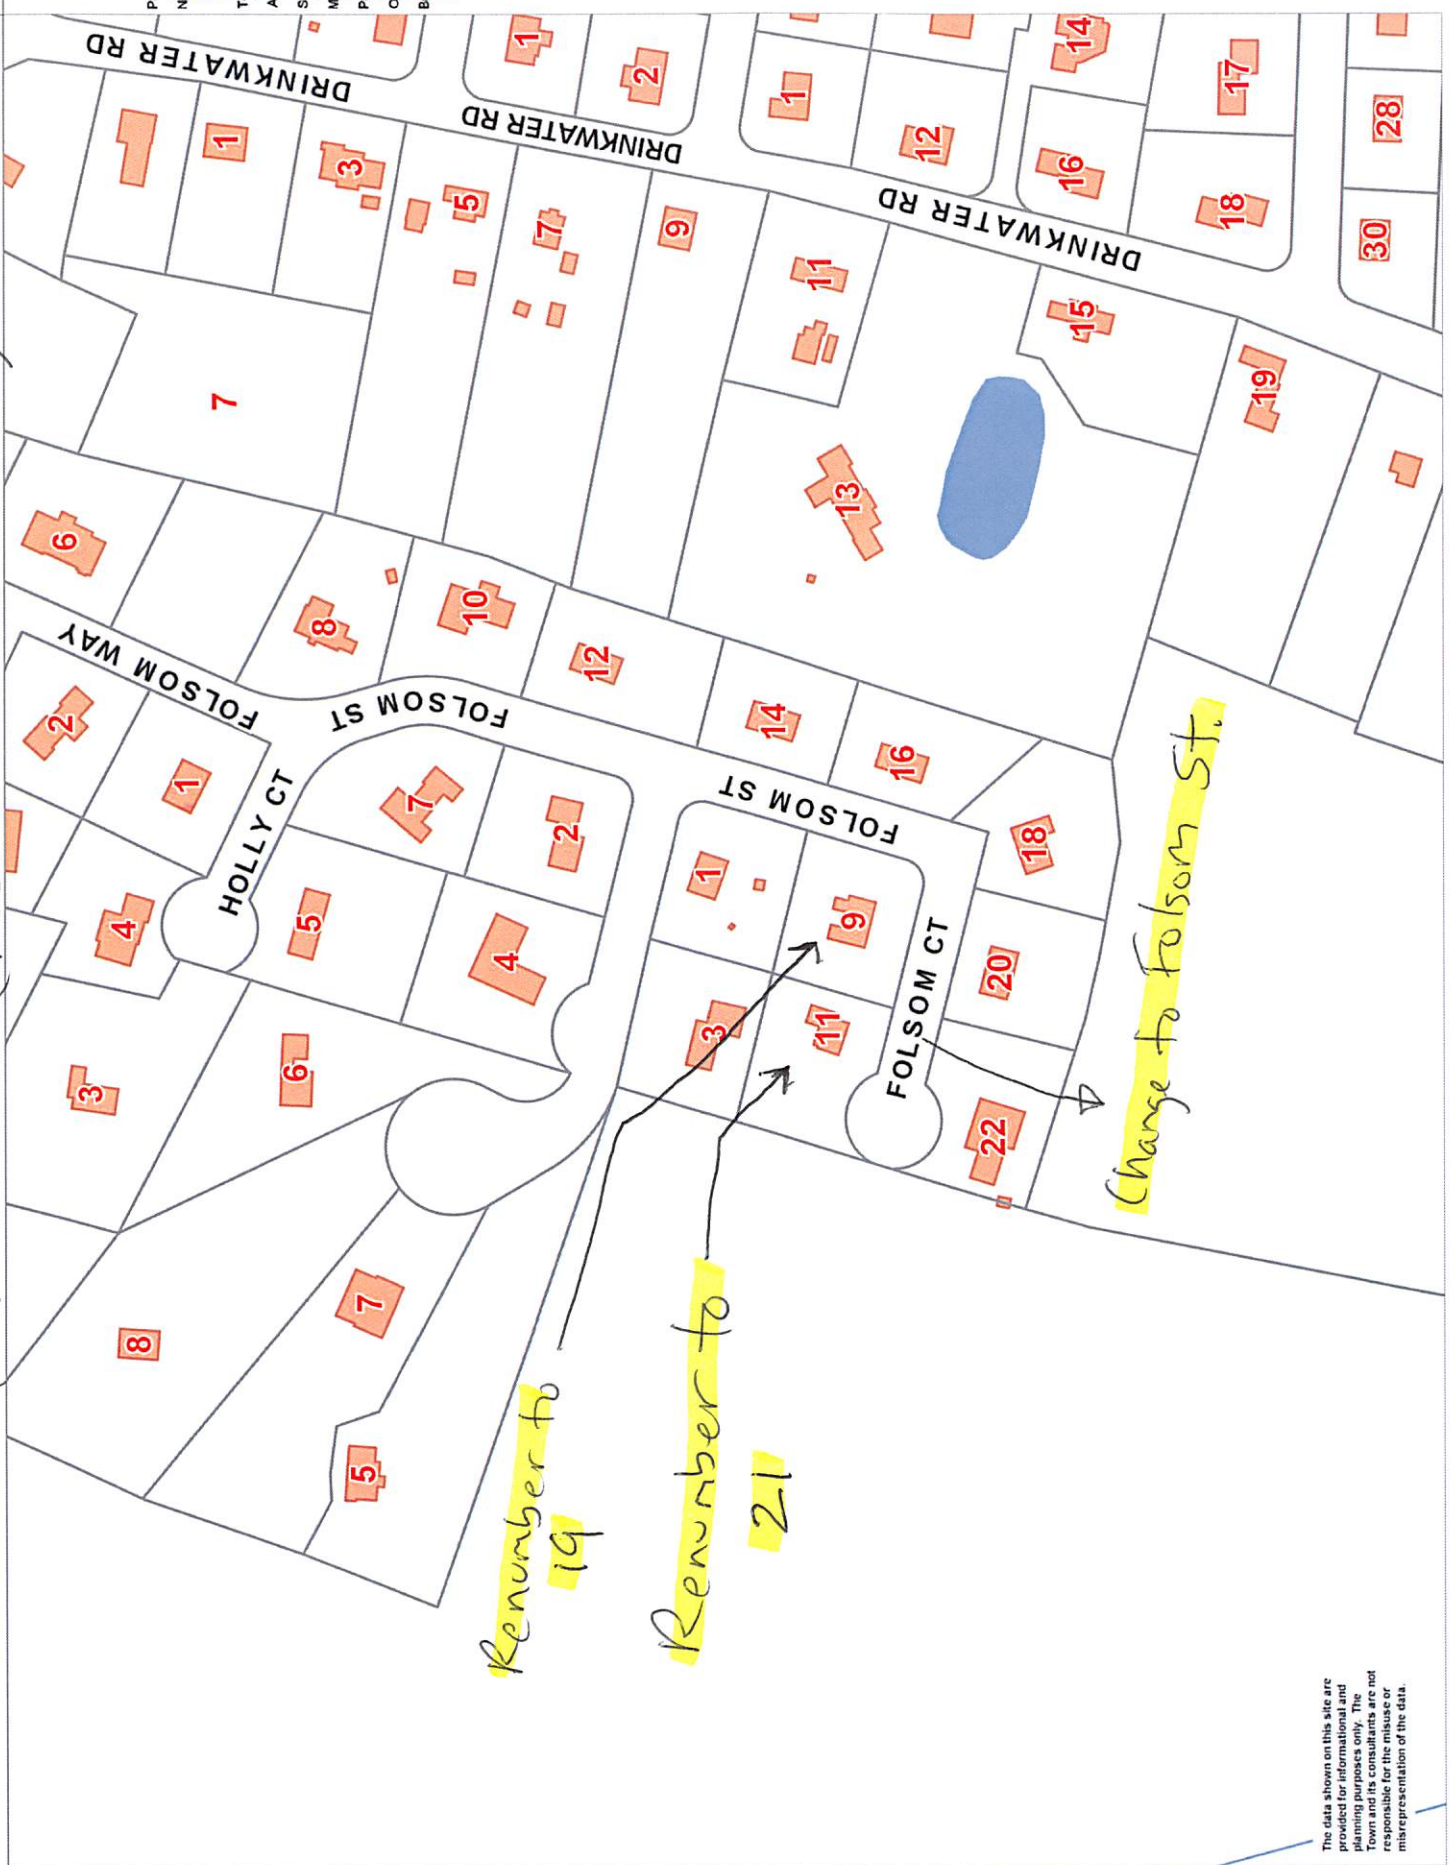 DRINKWATER RD
DRINKWATER RD
DRINKWATER RD
FOLSOM WAY
FOLSOM ST
FOLSOM ST
HOLLY CT
FOLSOM CT
1
2
1
12
14
16
17
18
28
30
1
3
5
7
9
11
13
15
19
7
6
8
10
12
14
16
18
20
22
2
1
4
5
7
2
4
3
6
1
3
9
11
8
7
5
Renumber to
19
Renumber to
21
Change to Folsom St.
The data shown on this site are
provided for informational and
planning purposes only. The
Town and its consultants are not
responsible for the misuse or
misrepresentation of the data.
P
N
T
A
S
M
P
O
B